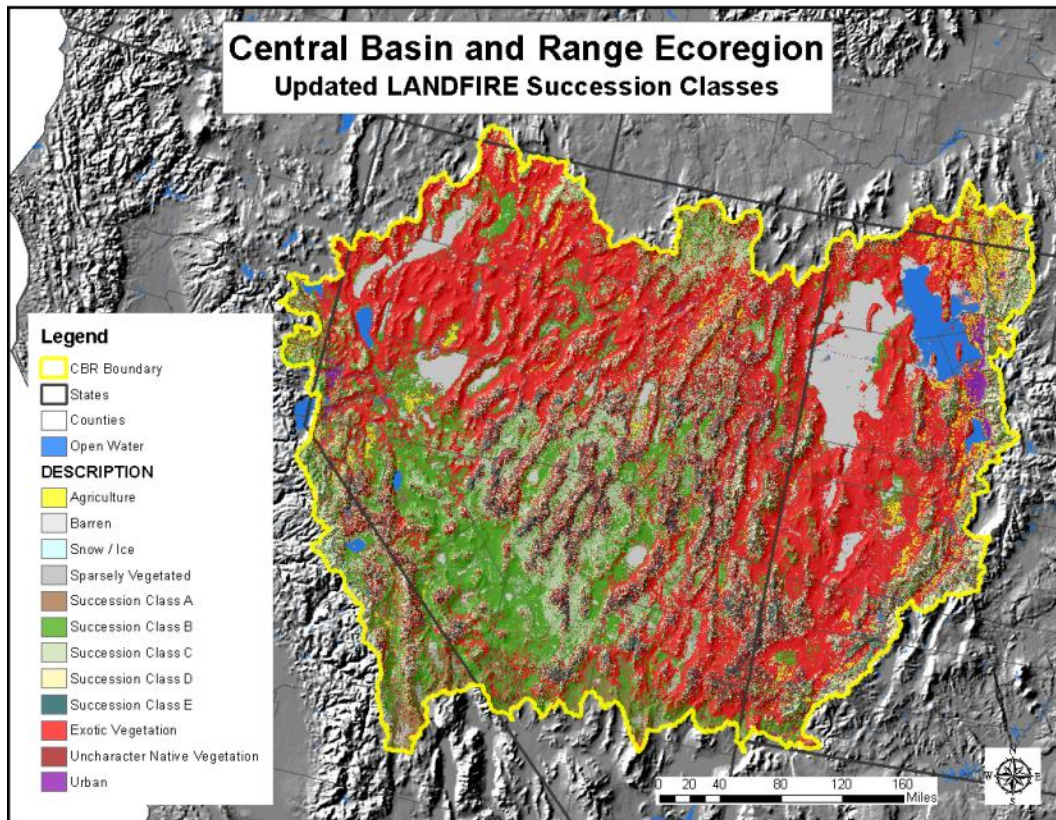 Central Basin and Range Ecoregion
Updated LANDFIRE Succession Classes
Legend
CBR Boundary
States
Counties
Open Water
DESCRIPTION
Agriculture
Barren
Snow / Ice
Sparsely Vegetated
Succession Class A
Succession Class B
Succession Class C
Succession Class D
Succession Class E
Exotic Vegetation
Uncharacter Native Vegetation
Urban
0 20 40 80 120 160
Miles
N
W
E
S